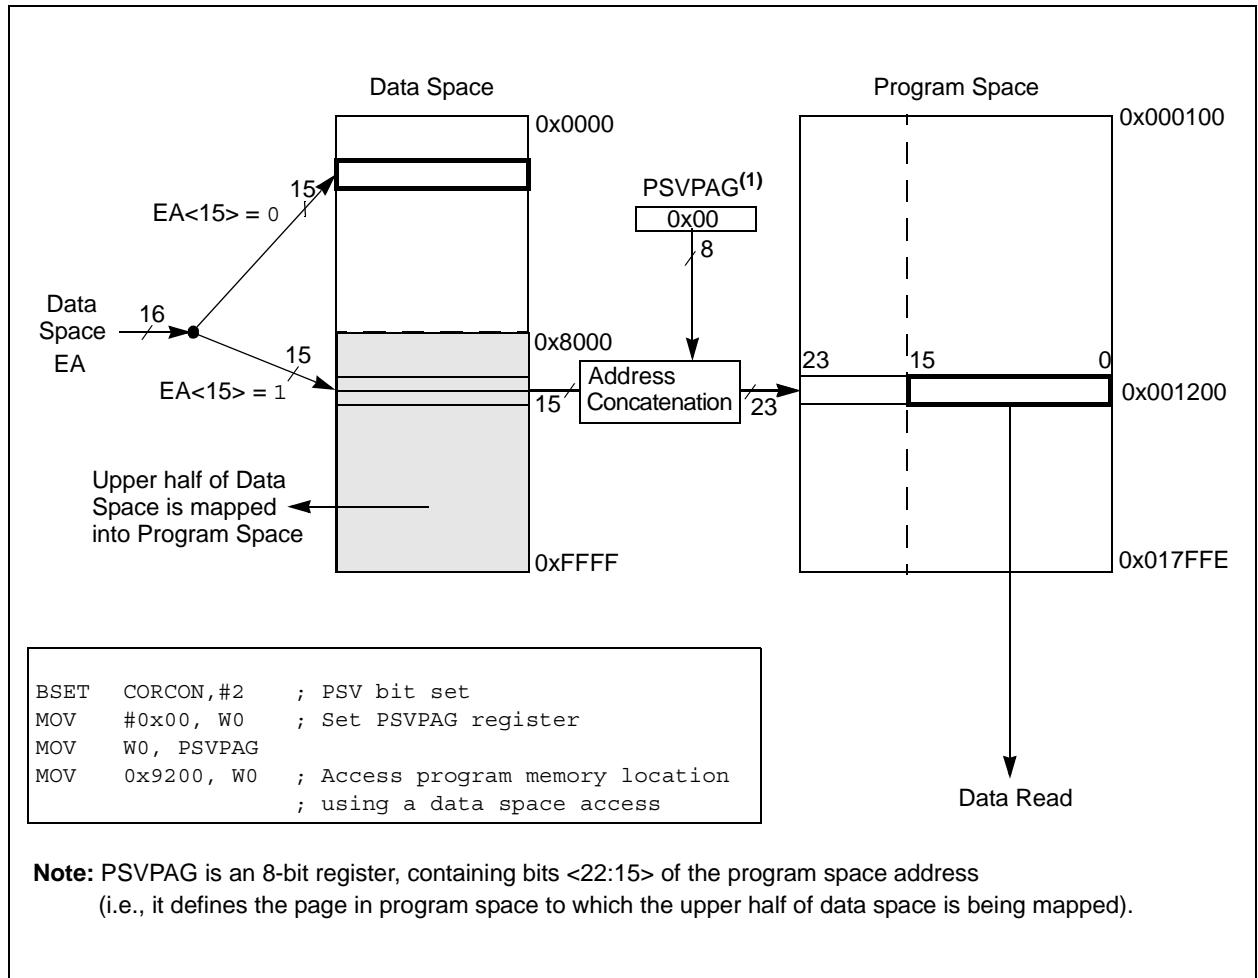 Data Space
Program Space
0x0000
0x000100
15
EA<15> = 0
PSVPAG(1)
0x00
8
Data
Space
EA
16
0x8000
15
EA<15> = 1
15
Address
Concatenation
23
23
15
0
0x001200
Upper half of Data
Space is mapped
into Program Space
0xFFFF
0x017FFE
BSET CORCON,#2 ; PSV bit set
MOV #0x00, W0 ; Set PSVPAG register
MOV W0, PSVPAG
MOV 0x9200, W0 ; Access program memory location
; using a data space access
Data Read
Note: PSVPAG is an 8-bit register, containing bits <22:15> of the program space address
(i.e., it defines the page in program space to which the upper half of data space is being mapped).